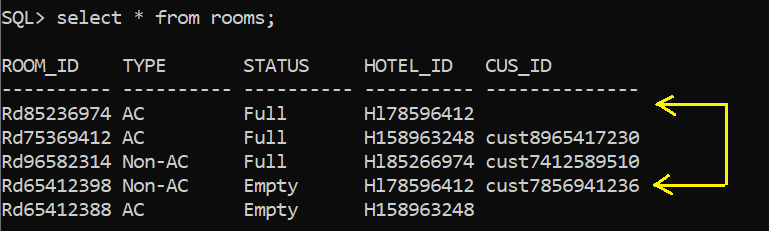 SQL> select * from rooms;
ROOM_ID    TYPE       STATUS     HOTEL_ID   CUS_ID
---------- ---------- ---------- ---------- --------------
Rd85236974 AC         Full       Hl78596412
Rd75369412 AC         Full       H158963248 cust8965417230
Rd96582314 Non-AC     Full       Hl85266974 cust7412589510
Rd65412398 Non-AC     Empty      Hl78596412 cust7856941236
Rd65412388 AC         Empty      H158963248